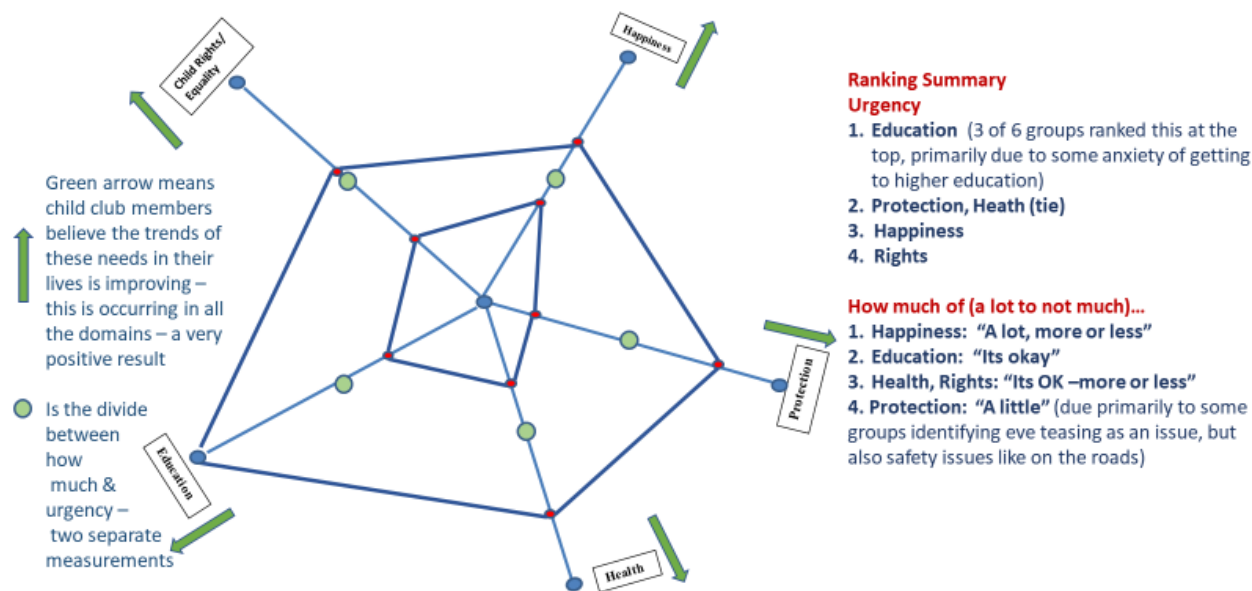 Child Rights/
Equality
Happiness
Green arrow means
child club members
believe the trends of
these needs in their
lives is improving –
this is occurring in all
the domains – a very
positive result
Is the divide
between
how
much &
urgency –
two separate
measurements
Education
Health
Protection
Ranking Summary
Urgency
1. Education (3 of 6 groups ranked this at the
top, primarily due to some anxiety of getting
to higher education)
2. Protection, Heath (tie)
3. Happiness
4. Rights
How much of (a lot to not much)...
1. Happiness: “A lot, more or less”
2. Education: “Its okay”
3. Health, Rights: “Its OK –more or less”
4. Protection: “A little” (due primarily to some
groups identifying eve teasing as an issue, but
also safety issues like on the roads)